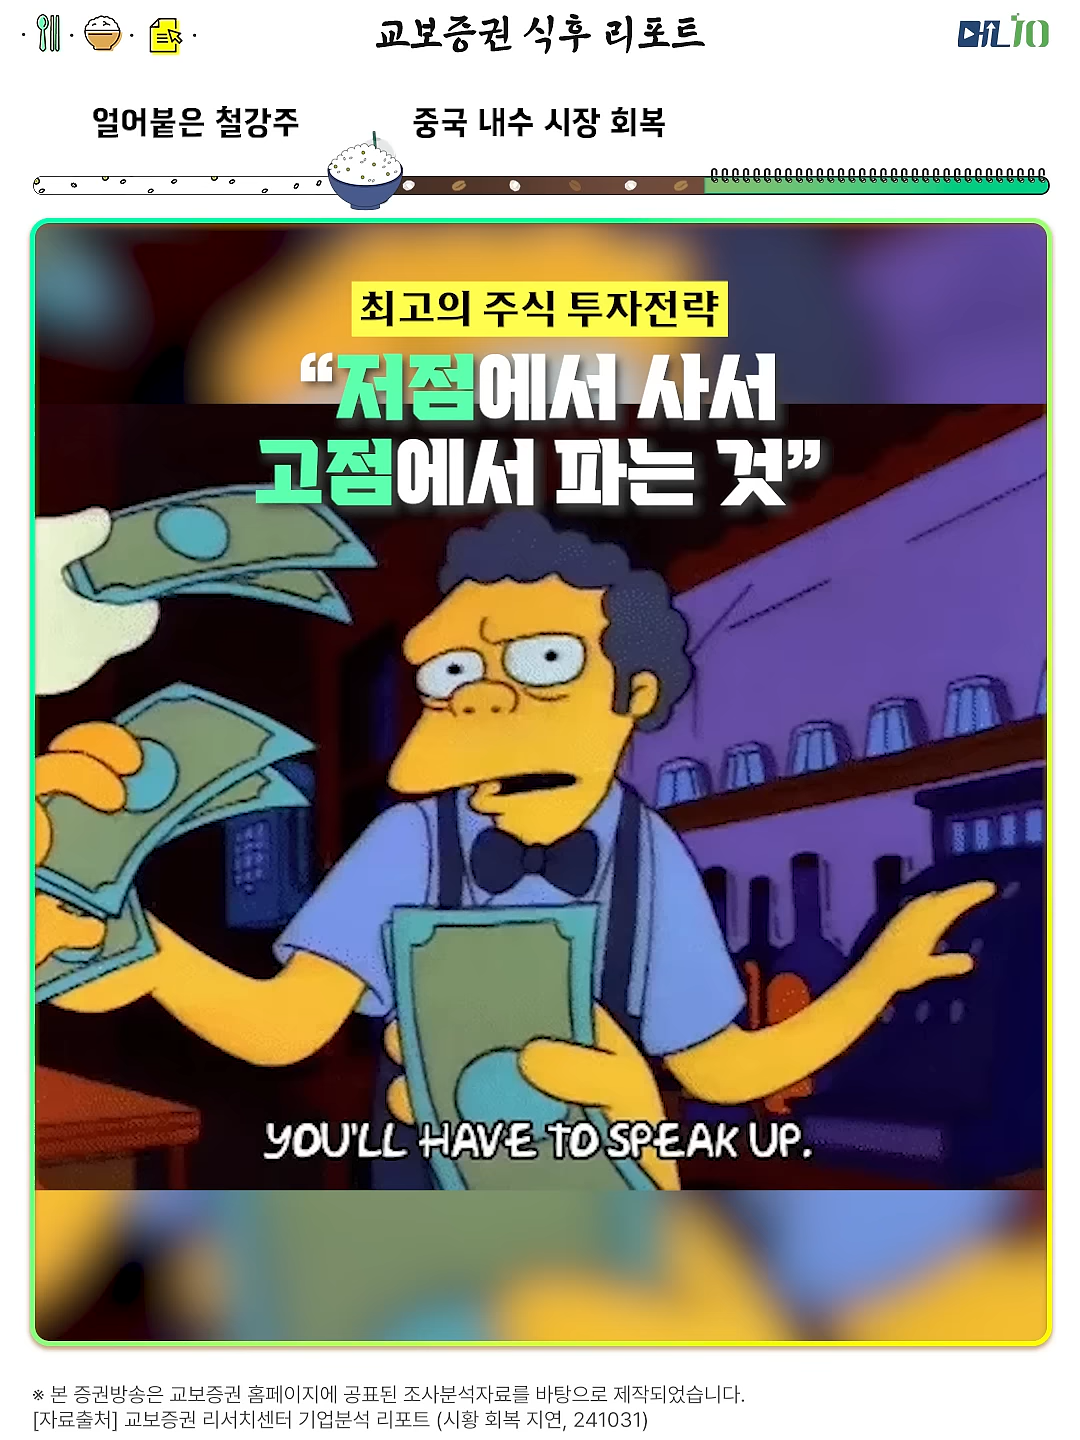 교보증권 식후 리포트
매일10
얼어붙은 철강주
중국 내수 시장 회복
최고의 주식 투자전략
“저점에서 사서
고점에서 파는 것”
YOU'LL HAVE TO SPEAK UP.
※ 본 증권방송은 교보증권 홈페이지에 공표된 조사분석자료를 바탕으로 제작되었습니다.
[자료출처] 교보증권 리서치센터 기업분석 리포트 (시황 회복 지연, 241031)